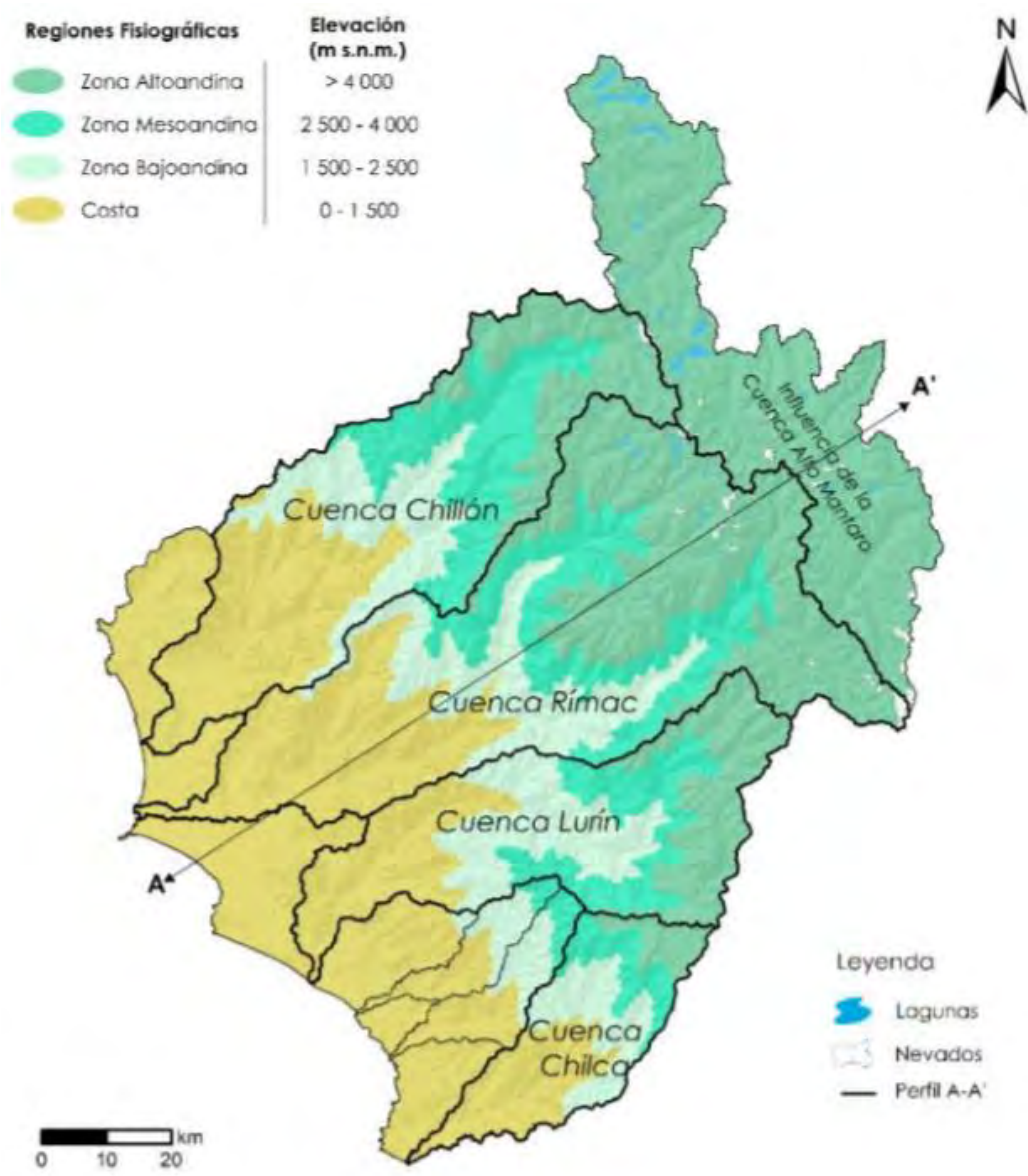 Regiones Fisiográficas
Elevación
(m s.n.m.)
Zona Altoandina
> 4 000
Zona Mesoandina
2 500 - 4 000
Zona Bajoandina
1 500 - 2 500
Costa
0 - 1 500
N
A'
Influencia de la
Cuenca Alto Mantaro
Cuenca Chillón
Cuenca Rímac
Cuenca Lurín
A
Cuenca
Chilca
Leyenda
Lagunas
Nevados
Perfil A-A'
km
0 10 20